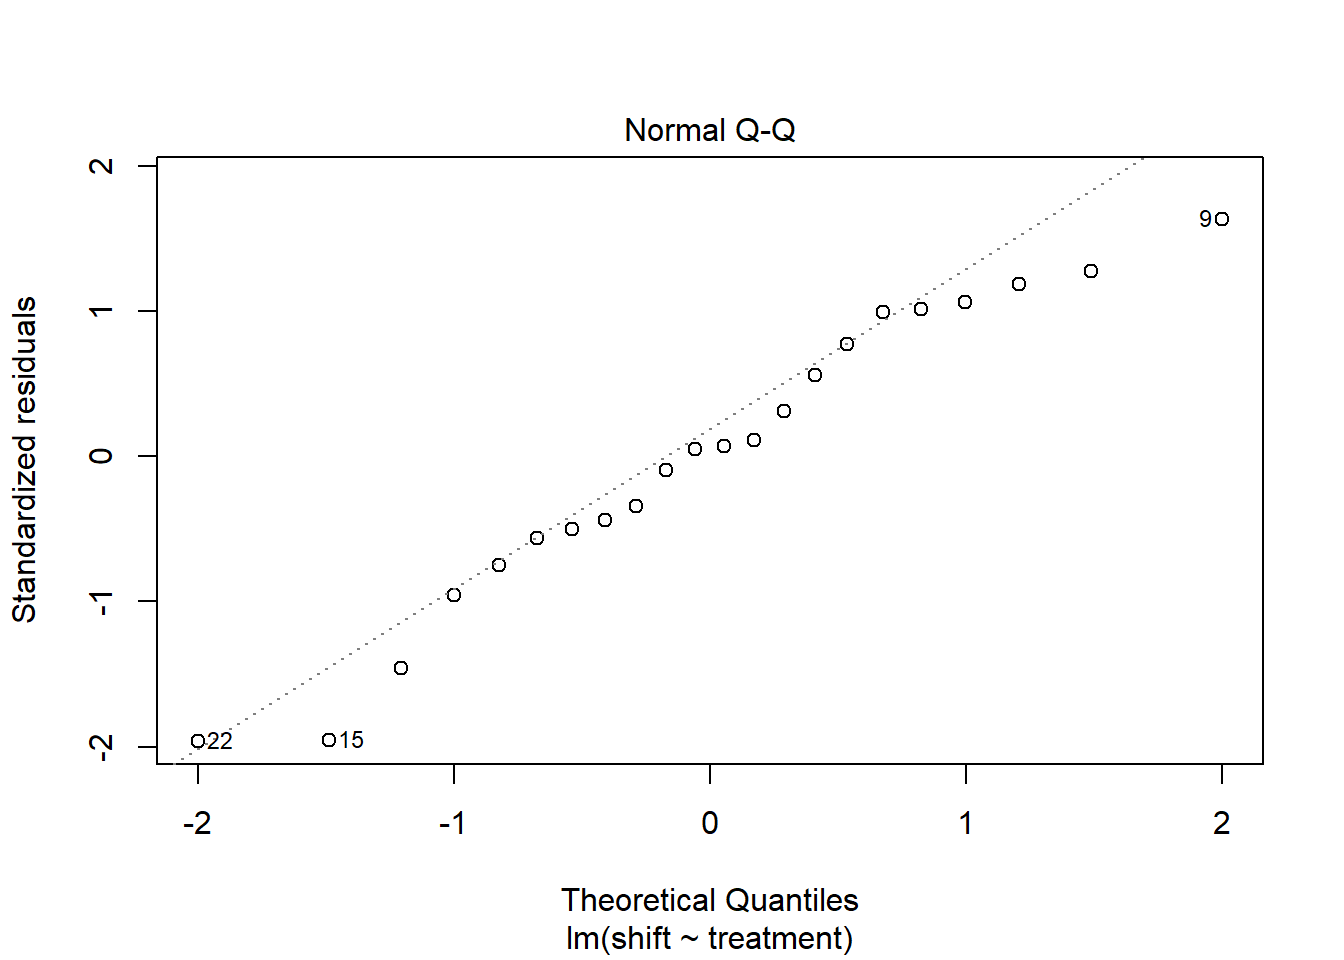 Normal Q-Q
Standardized residuals
2
1
0
-1
-2
9
22
15
-2 -1 0 1 2
Theoretical Quantiles
lm(shift ~ treatment)